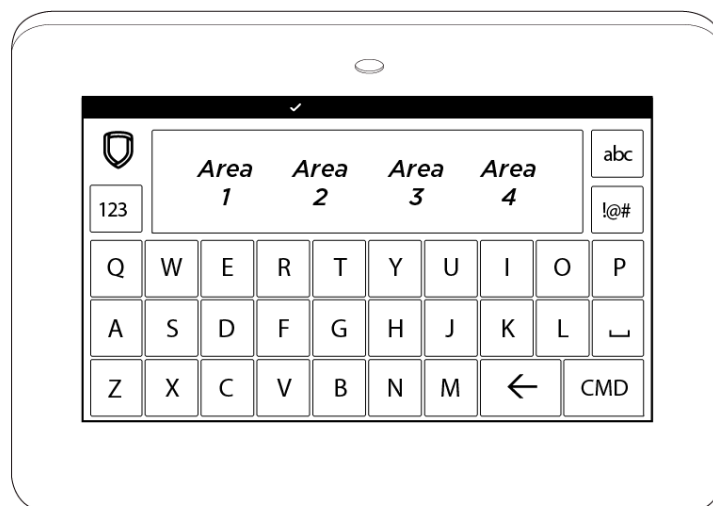 abc
Area Area Area Area
1 2 3 4
123 !@#
Q W E R T Y U I O P
A S D F G H J K L
Z X C V B N M CMD